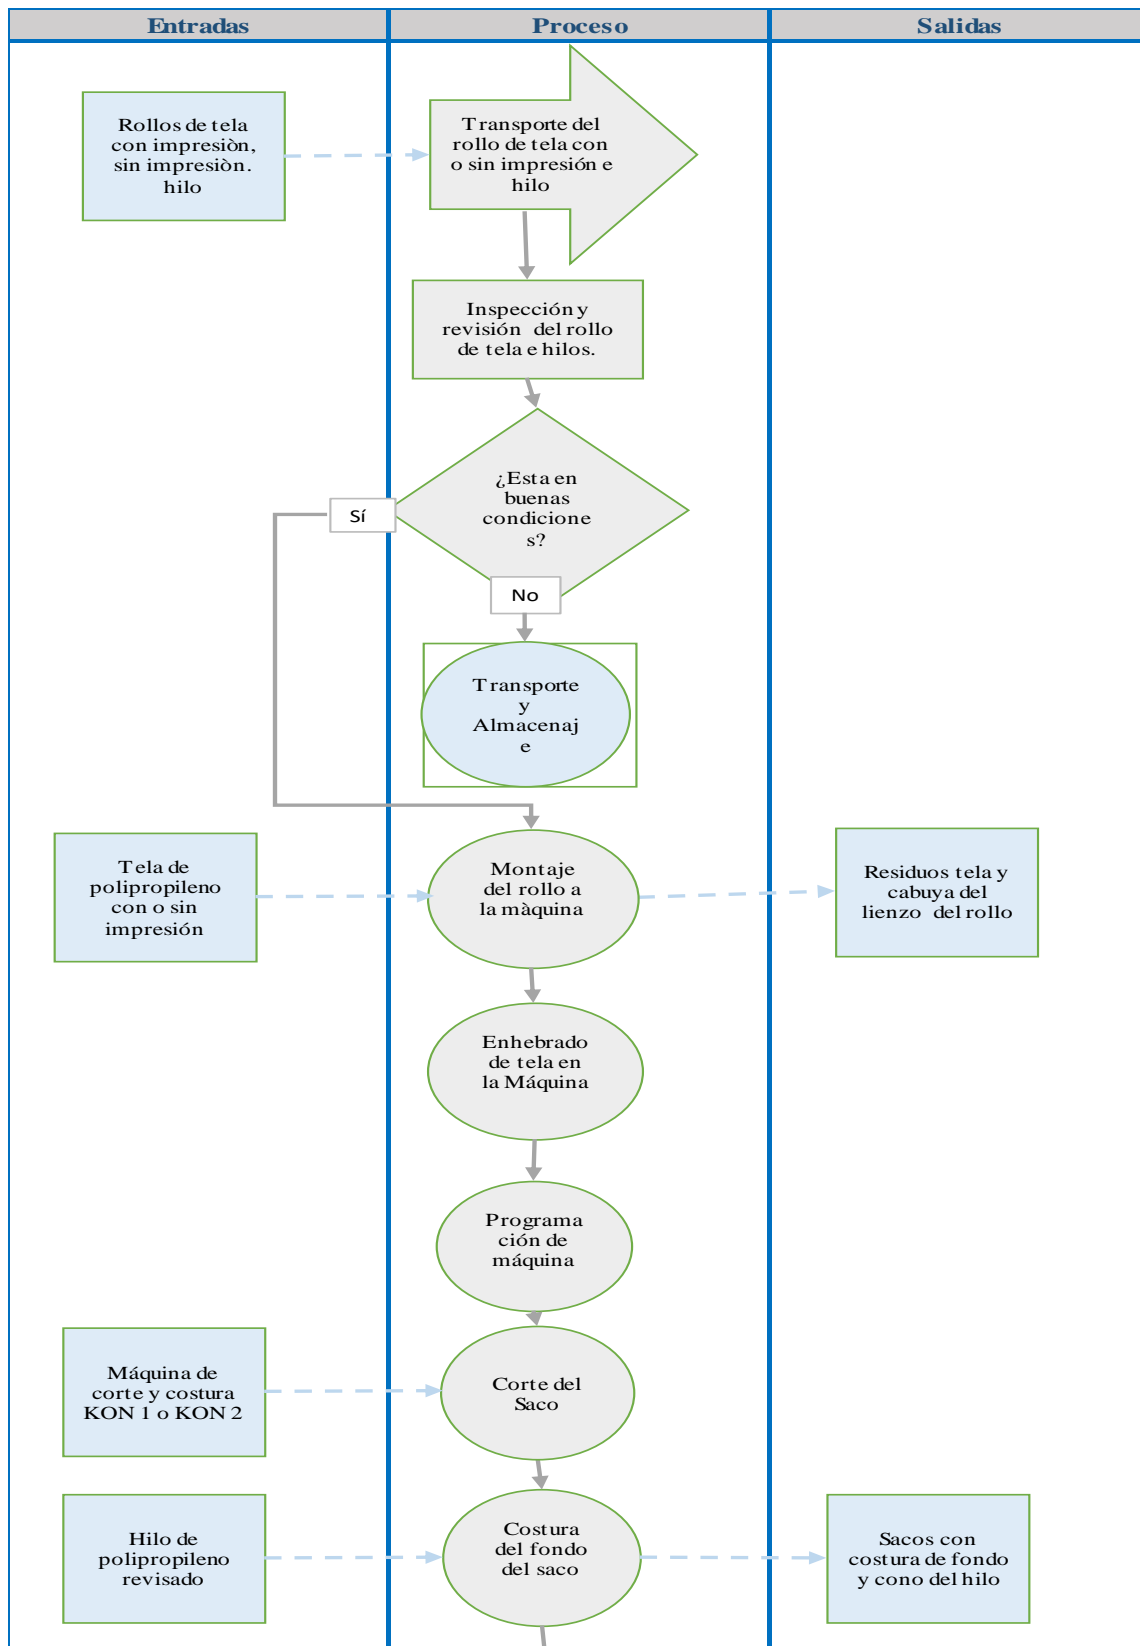 Entradas
Proceso
Salidas
Rollos de tela
con impresiòn,
sin impresiòn.
hilo
Transporte del
rollo de tela con
o sin impresión e
hilo
Inspección y
revisión del rollo
de tela e hilos.
¿Esta en
buenas
condicione
s?
Sí
No
Transporte
y
Almacenaj
e
Tela de
polipropileno
con o sin
impresión
Montaje
del rollo a
la màquina
Residuos tela y
cabuya del
lienzo del rollo
Enhebrado
de tela en
la Máquina
Programa
ción de
máquina
Máquina de
corte y costura
KON 1 o KON 2
Corte del
Saco
Hilo de
polipropileno
revisado
Costura
del fondo
del saco
Sacos con
costura de fondo
y cono del hilo